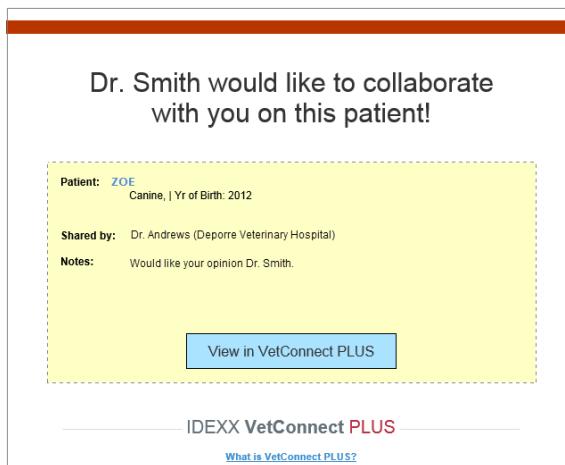 Dr. Smith would like to collaborate
with you on this patient!
Patient: ZOE
Canine, | Yr of Birth: 2012
Shared by: Dr. Andrews (Deporre Veterinary Hospital)
Notes: Would like your opinion Dr. Smith.
View in VetConnect PLUS
IDEXX VetConnect PLUS
What is VetConnect PLUS?